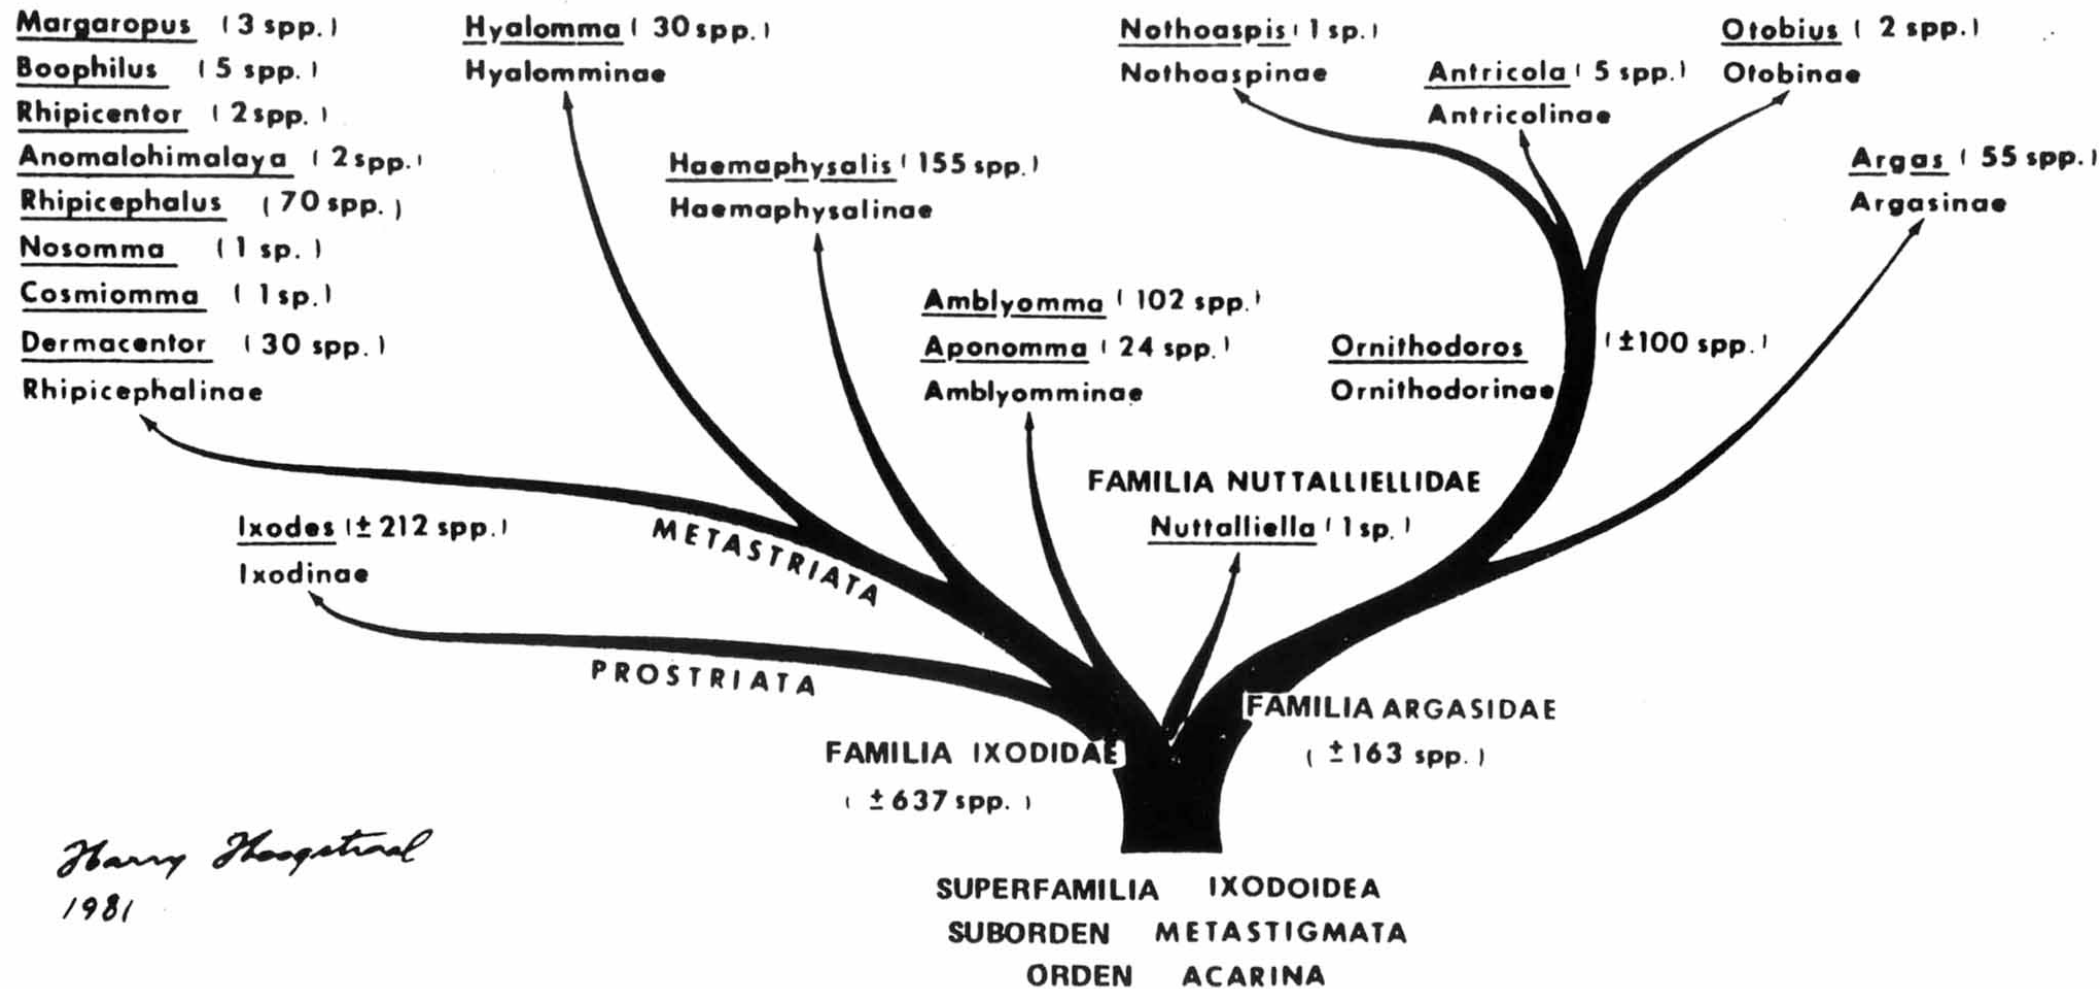 Margaropus (3 spp.)
Boophilus (5 spp.)
Rhipicentor (2 spp.)
Anomalohimalaya (2 spp.)
Rhipicephalus (70 spp.)
Nosomma (1 sp.)
Cosmiomma (1 sp.)
Dermacentor (30 spp.)
Rhipicephalinae
Hyalomma (30 spp.)
Hyalomminae
Haemaphysalis (155 spp.)
Haemaphysalinae
Amblyomma (102 spp.)
Aponomma (24 spp.)
Amblyomminae
Nothoaspis (1 sp.)
Nothoaspinae
Antricola (5 spp.)
Antricolinae
Otobius (2 spp.)
Otobinae
Argas (55 spp.)
Argasinae
Ornithodoros (±100 spp.)
Ornithodorinae
FAMILIA NUTTALLIELLIDAE
Nuttalliella (1 sp.)
Ixodes (±212 spp.)
Ixodinae
METASTRIATA
PROSTRIATA
FAMILIA IXODIDAE
(±637 spp.)
FAMILIA ARGASIDAE
(±163 spp.)
Harry Hoogstraal
1981
SUPERFAMILIA IXODOIDEA
SUBORDEN METASTIGMATA
ORDEN ACARINA